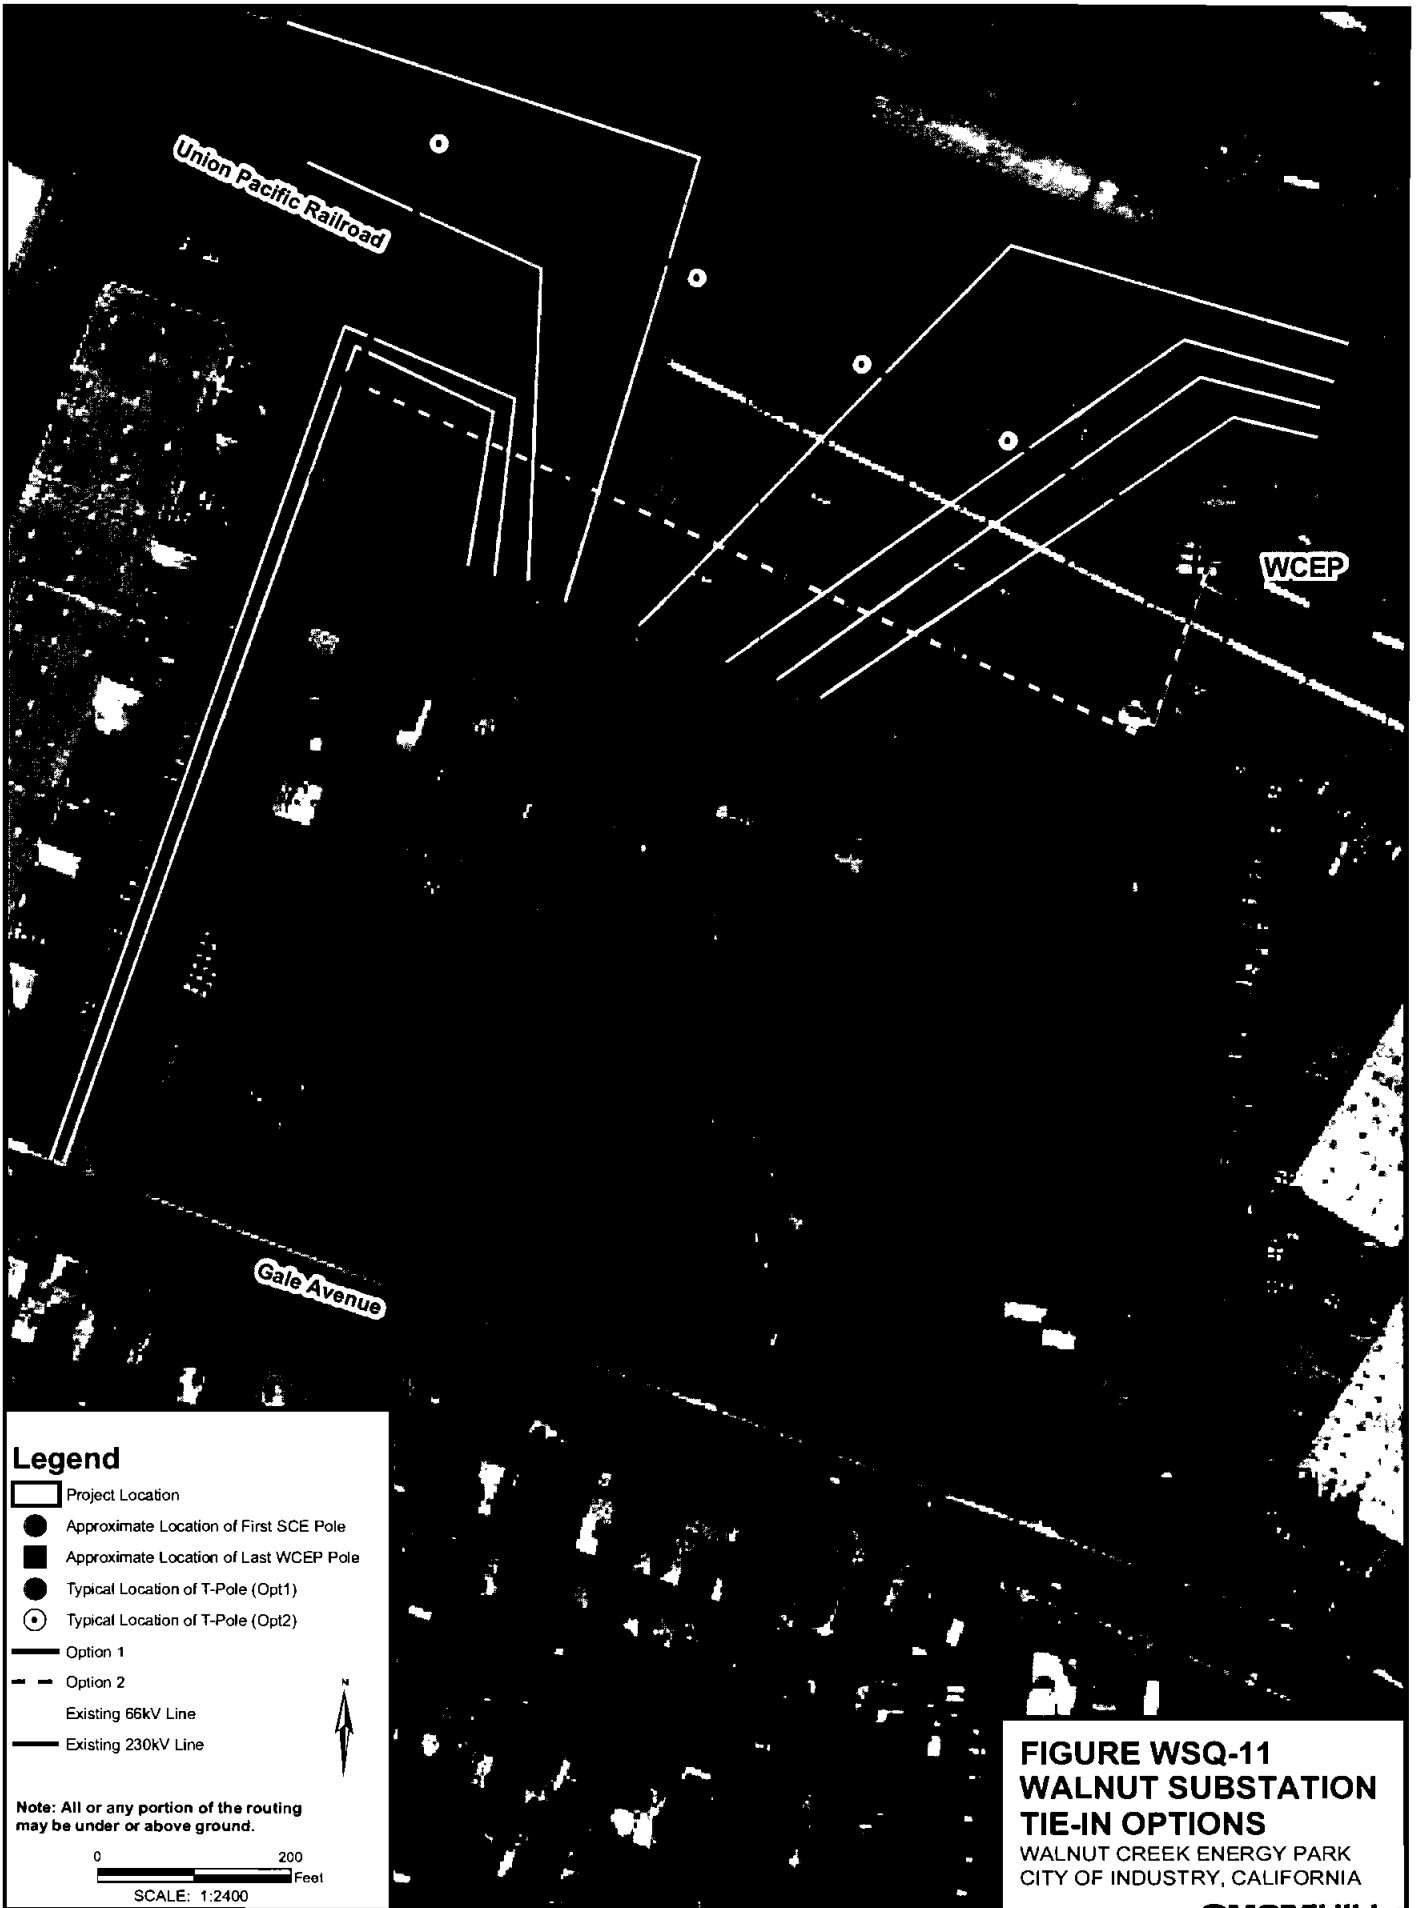 Union Pacific Railroad
WCEP
Gale Avenue
Legend
Project Location
Approximate Location of First SCE Pole
Approximate Location of Last WCEP Pole
Typical Location of T-Pole (Opt1)
Typical Location of T-Pole (Opt2)
Option 1
Option 2
Existing 66kV Line
Existing 230kV Line
N
Note: All or any portion of the routing
may be under or above ground.
0 200
Feet
SCALE: 1:2400
FIGURE WSQ-11
WALNUT SUBSTATION
TIE-IN OPTIONS
WALNUT CREEK ENERGY PARK
CITY OF INDUSTRY, CALIFORNIA